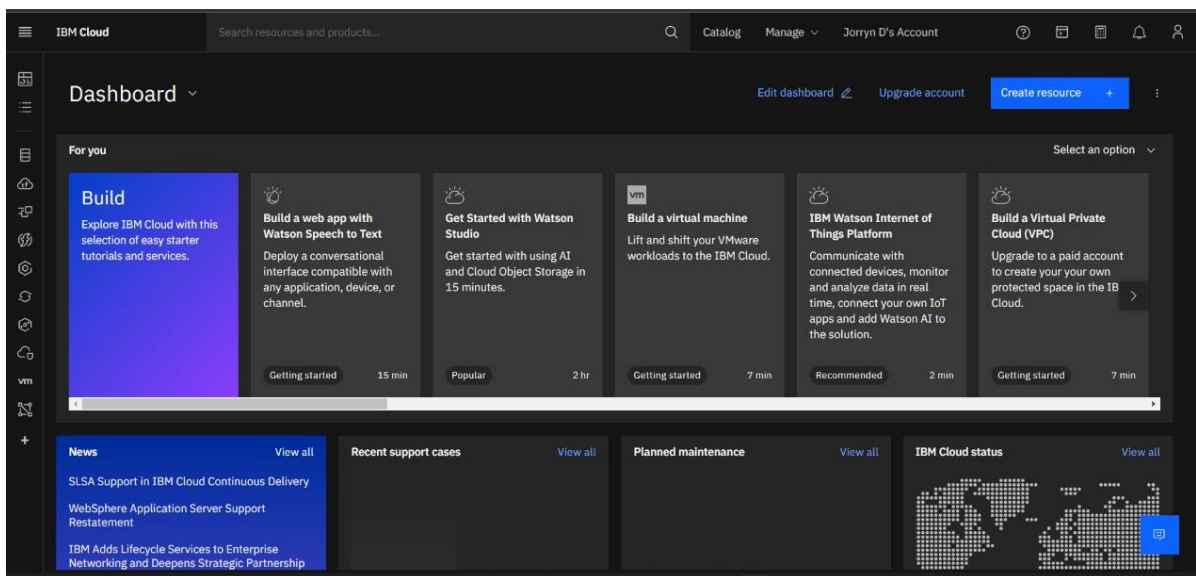 IBM Cloud
Search resources and products...
Catalog
Manage
Jorryn D's Account
Dashboard
Edit dashboard
Upgrade account
Create resource +
For you
Select an option
Build
Explore IBM Cloud with this
selection of easy starter
tutorials and services.
Build a web app with
Watson Speech to Text
Deploy a conversational
interface compatible with
any application, device, or
channel.
Getting started
15 min
Get Started with Watson
Studio
Get started with using AI
and Cloud Object Storage in
15 minutes.
Popular
2 hr
vm
Build a virtual machine
Lift and shift your VMware
workloads to the IBM Cloud.
Getting started
7 min
IBM Watson Internet of
Things Platform
Communicate with
connected devices, monitor
and analyze data in real
time, connect your own IoT
apps and add Watson AI to
the solution.
Recommended
2 min
Build a Virtual Private
Cloud (VPC)
Upgrade to a paid account
to create your your own
protected space in the IB
Cloud.
Getting started
7 min
vm
News
View all
SLSA Support in IBM Cloud Continuous Delivery
WebSphere Application Server Support
Restatement
IBM Adds Lifecycle Services to Enterprise
Networking and Deepens Strategic Partnership
Recent support cases
View all
Planned maintenance
View all
IBM Cloud status
View all